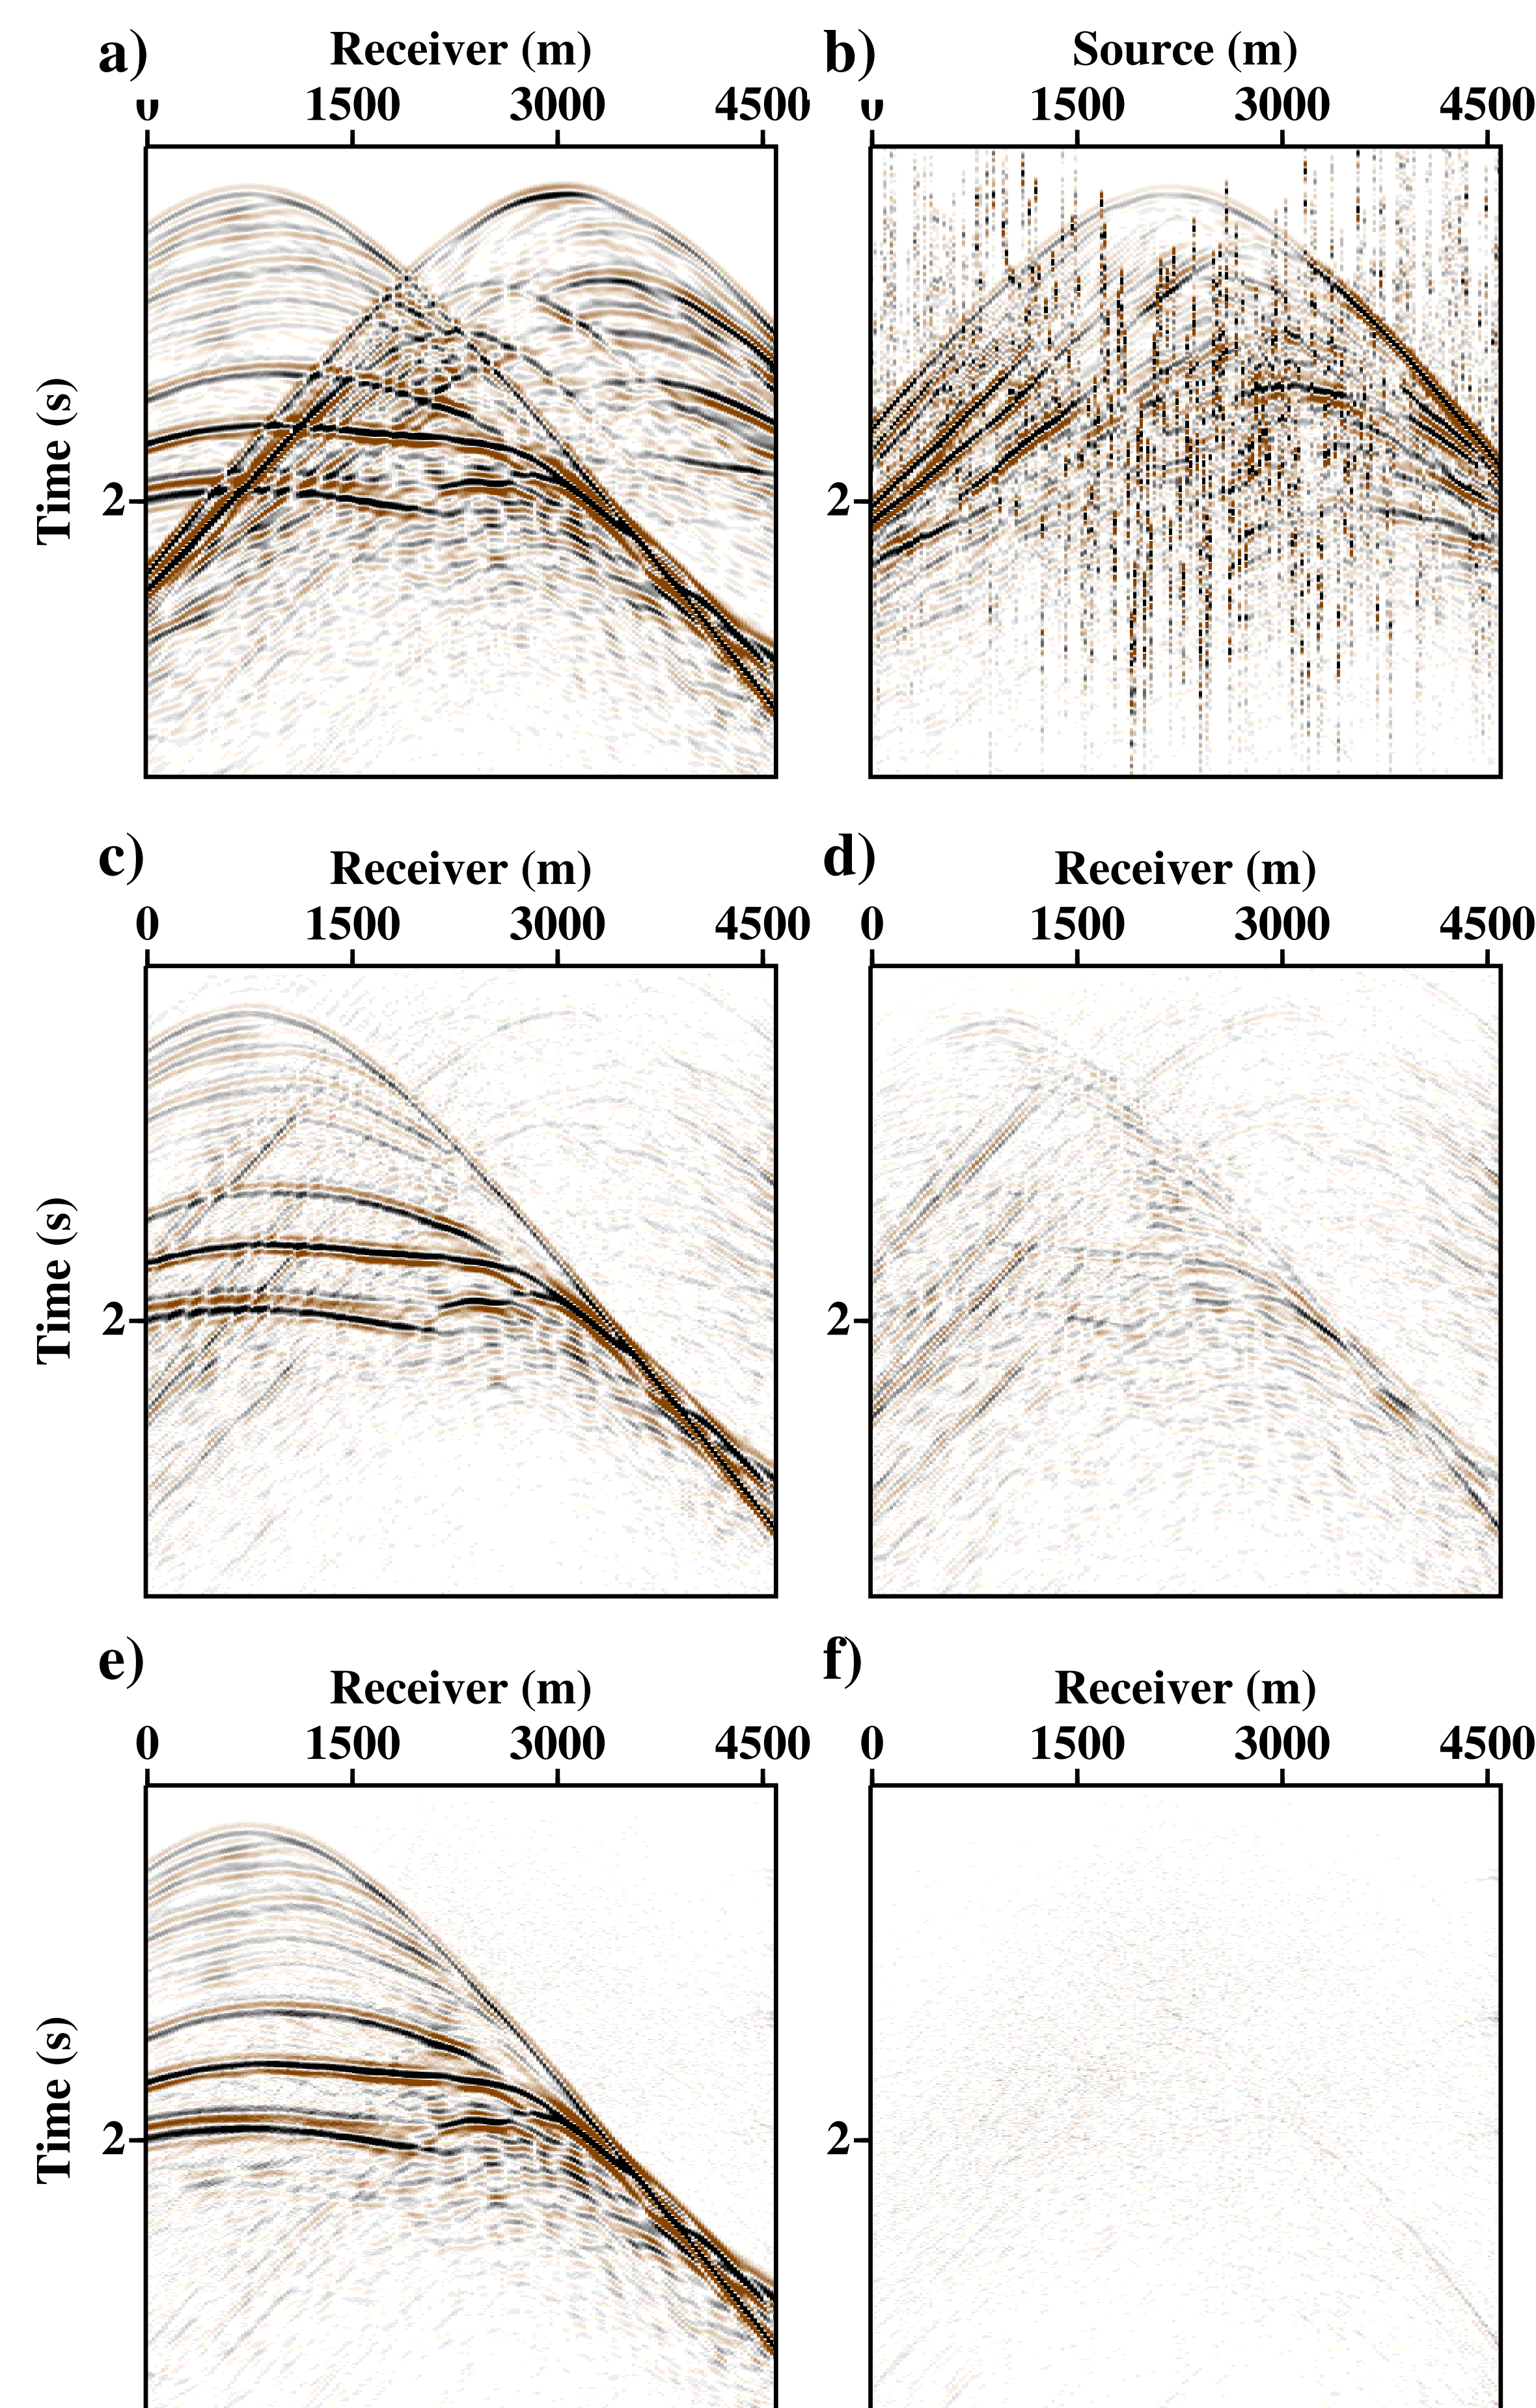 a) Receiver (m) b) Source (m)
0 1500 3000 4500 0 1500 3000 4500
Time (s)
2 2
c) Receiver (m) d) Receiver (m)
0 1500 3000 4500 0 1500 3000 4500
Time (s)
2 2
e) Receiver (m) f) Receiver (m)
0 1500 3000 4500 0 1500 3000 4500
Time (s)
2 2